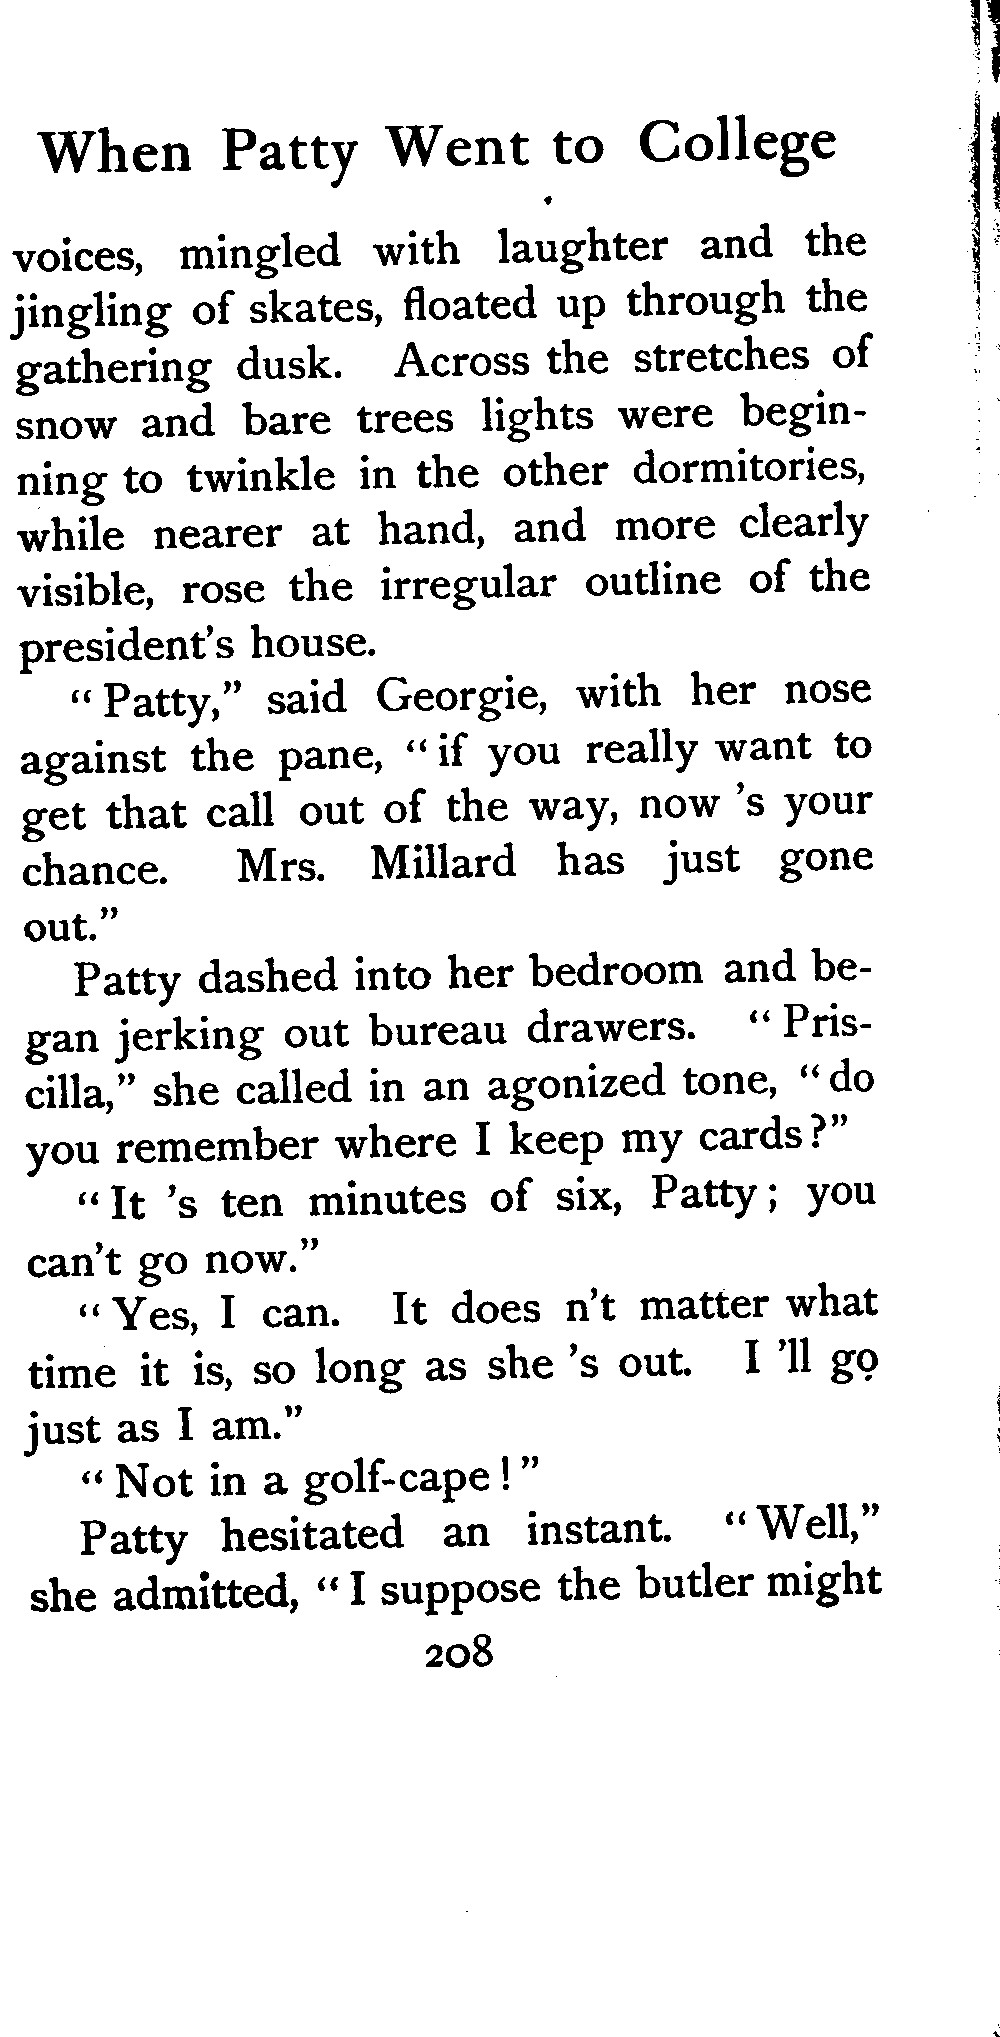 When Patty Went to College
voices, mingled with laughter and the
jingling of skates, floated up through the
gathering dusk. Across the stretches of
snow and bare trees lights were begin-
ning to twinkle in the other dormitories,
while nearer at hand, and more clearly
visible, rose the irregular outline of the
president's house.
"Patty," said Georgie, with her nose
against the pane, "if you really want to
get that call out of the way, now 's your
chance. Mrs. Millard has just gone
out."
Patty dashed into her bedroom and be-
gan jerking out bureau drawers. "Pris-
cilla," she called in an agonized tone, "do
you remember where I keep my cards?"
"It 's ten minutes of six, Patty; you
can't go now."
"Yes, I can. It does n't matter what
time it is, so long as she 's out. I 'll go
just as I am."
"Not in a golf-cape!"
Patty hesitated an instant. "Well,"
she admitted, "I suppose the butler might
208